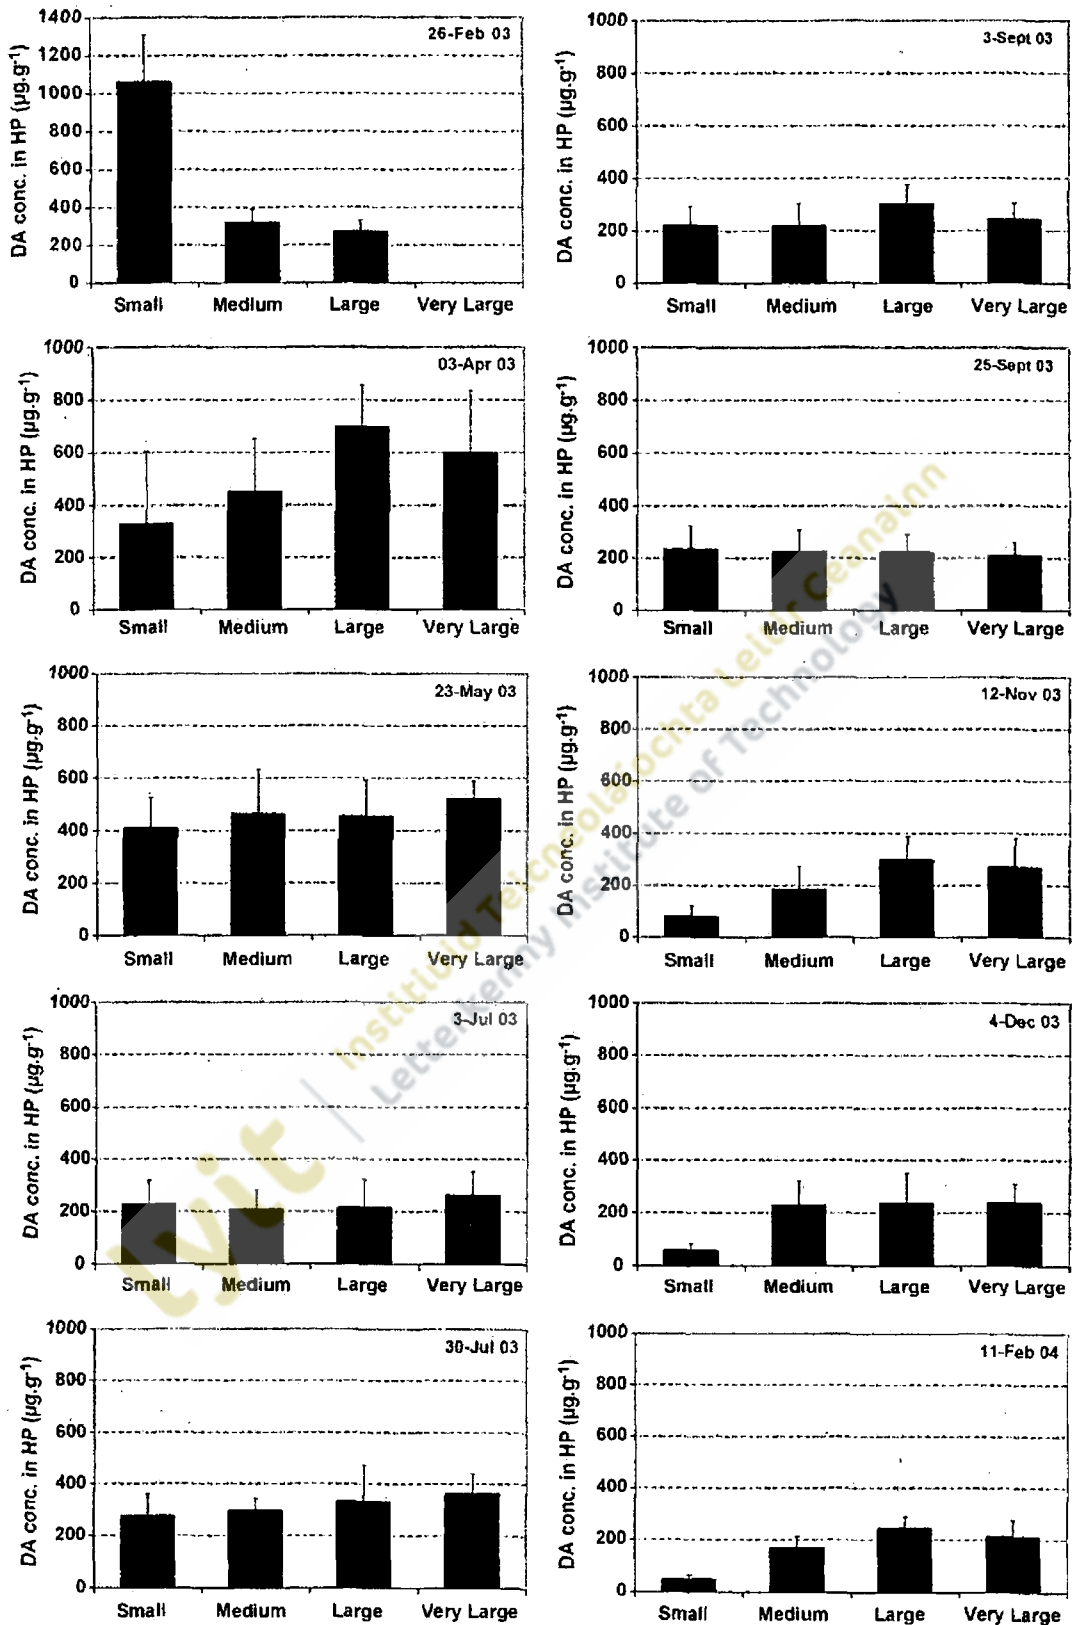 DA conc. in HP (µg.g-1)
1400
1200
1000
800
600
400
200
0
26-Feb 03
Small Medium Large Very Large
DA conc. in HP (µg.g-1)
1000
800
600
400
200
0
3-Sept 03
Small Medium Large Very Large
DA conc. in HP (µg.g-1)
1000
800
600
400
200
0
03-Apr 03
Small Medium Large Very Large
DA conc. in HP (µg.g-1)
1000
800
600
400
200
0
25-Sept 03
Small Medium Large Very Large
DA conc. in HP (µg.g-1)
1000
800
600
400
200
0
23-May 03
Small Medium Large Very Large
DA conc. in HP (µg.g-1)
1000
800
600
400
200
0
12-Nov 03
Small Medium Large Very Large
DA conc. in HP (µg.g-1)
1000
800
600
400
200
0
3-Jul 03
Small Medium Large Very Large
DA conc. in HP (µg.g-1)
1000
800
600
400
200
0
4-Dec 03
Small Medium Large Very Large
DA conc. in HP (µg.g-1)
1000
800
600
400
200
0
30-Jul 03
Small Medium Large Very Large
DA conc. in HP (µg.g-1)
1000
800
600
400
200
0
11-Feb 04
Small Medium Large Very Large
lyit
Institiúid Teicneolaíochta Leitir Ceanainn
Letterkenny Institute of Technology